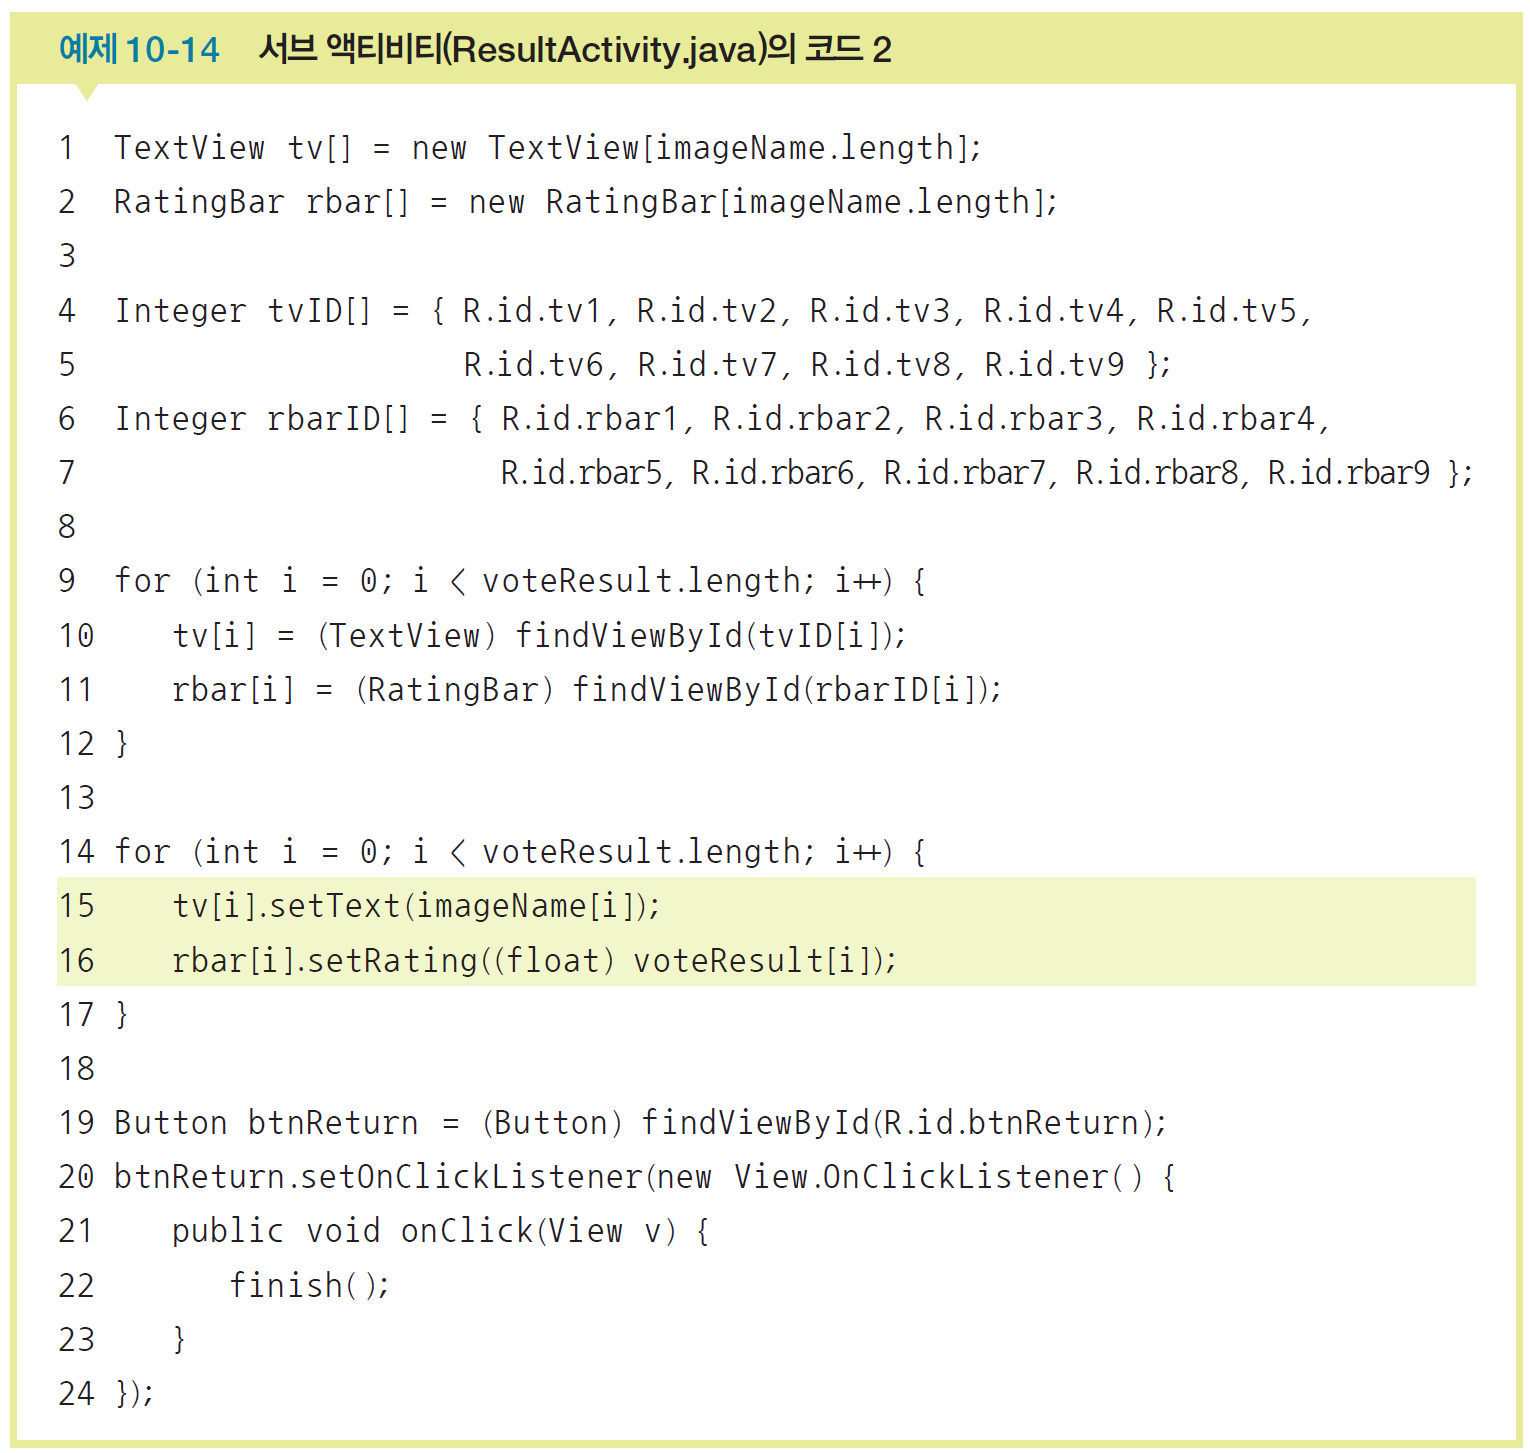 예제 10-14 서브 액티비티(ResultActivity.java)의 코드 2
1 TextView tv[] = new TextView[imageName.length];
2 RatingBar rbar[] = new RatingBar[imageName.length];
3
4 Integer tvID[] = { R.id.tv1, R.id.tv2, R.id.tv3, R.id.tv4, R.id.tv5,
5 R.id.tv6, R.id.tv7, R.id.tv8, R.id.tv9 };
6 Integer rbarID[] = { R.id.rbar1, R.id.rbar2, R.id.rbar3, R.id.rbar4,
7 R.id.rbar5, R.id.rbar6, R.id.rbar7, R.id.rbar8, R.id.rbar9 };
8
9 for (int i = 0; i < voteResult.length; i++) {
10 tv[i] = (TextView) findViewById(tvID[i]);
11 rbar[i] = (RatingBar) findViewById(rbarID[i]);
12 }
13
14 for (int i = 0; i < voteResult.length; i++) {
15 tv[i].setText(imageName[i]);
16 rbar[i].setRating((float) voteResult[i]);
17 }
18
19 Button btnReturn = (Button) findViewById(R.id.btnReturn);
20 btnReturn.setOnClickListener(new View.OnClickListener() {
21 public void onClick(View v) {
22 finish();
23 }
24 });